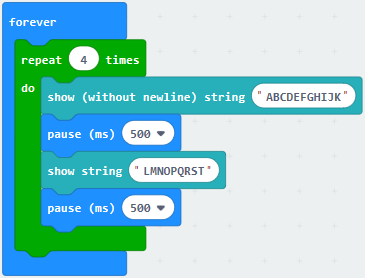 forever
repeat 4 times
do
show (without newline) string "ABCDEFGHIJK"
pause (ms) 500
show string "LMNOPQRST"
pause (ms) 500